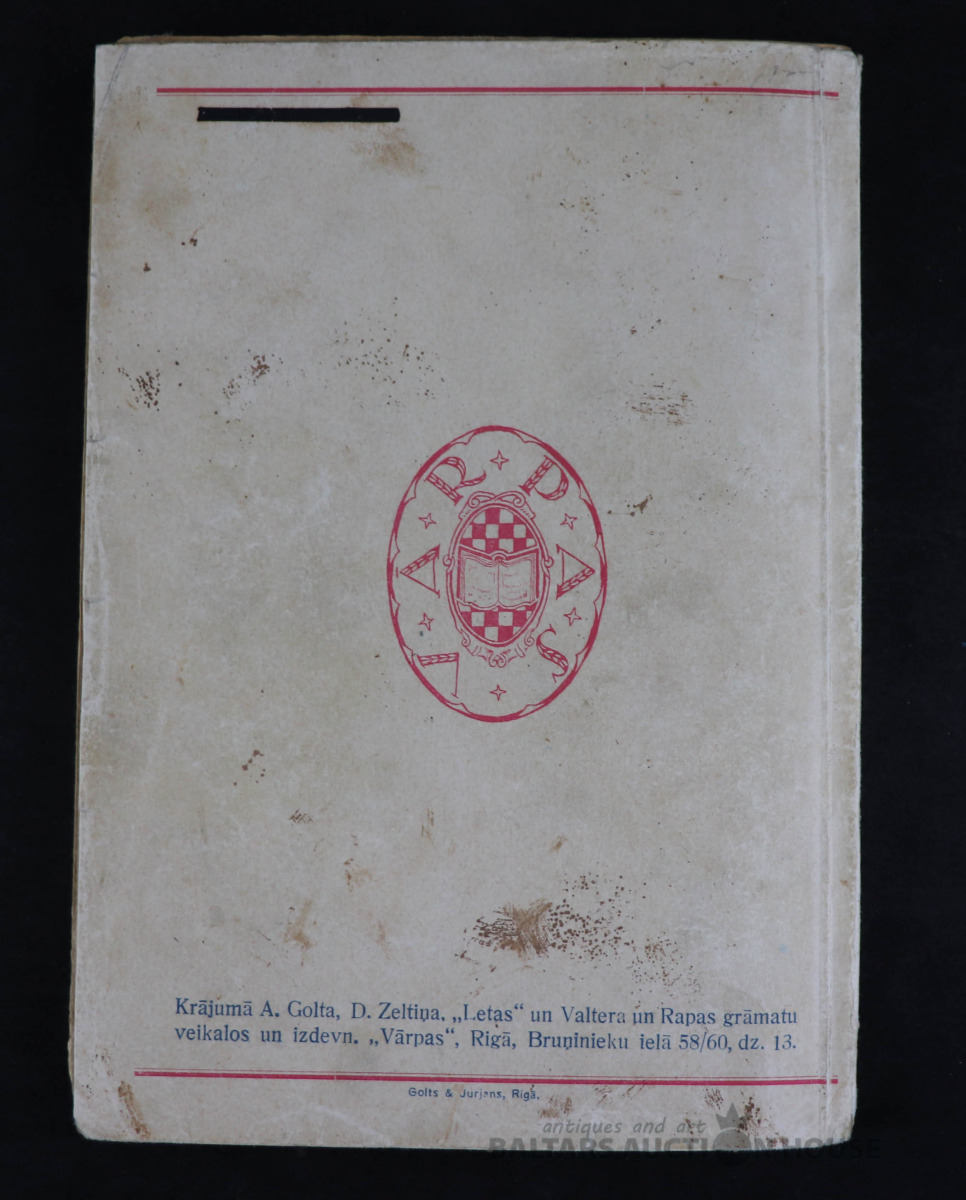 Krājumā A. Golta, D. Zeltiņa, „Letas“ un Valtera un Rapas grāmatu
veikalos un izdevn. „Vārpas“, Rīgā, Bruņinieku ielā 58/60, dz. 13.
Golts & Jurjans, Rigā.
antiques and art
BALTARS AUCTION HOUSE